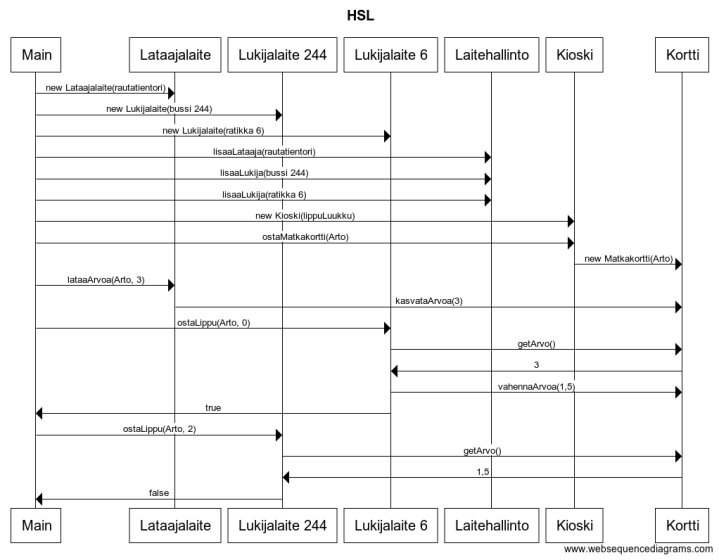 HSL
Main Lataajalaite Lukijalaite 244 Lukijalaite 6 Laitehallinto Kioski Kortti
new Lataajalaite(rautatientori)
new Lukijalaite(bussi 244)
new Lukijalaite(ratikka 6)
lisaaLataaja(rautatientori)
lisaaLukija(bussi 244)
lisaaLukija(ratikka 6)
new Kioski(lippuLuukku)
ostaMatkakortti(Arto)
new Matkakortti(Arto)
lataaArvoa(Arto, 3)
kasvataArvoa(3)
ostaLippu(Arto, 0)
getArvo()
3
vahennaArvoa(1,5)
true
ostaLippu(Arto, 2)
getArvo()
1,5
false
Main Lataajalaite Lukijalaite 244 Lukijalaite 6 Laitehallinto Kioski Kortti
www.websequencediagrams.com